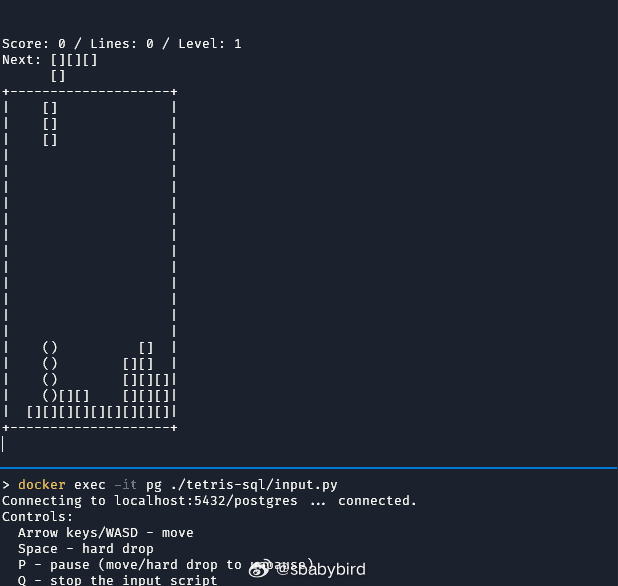 Score: 0 / Lines: 0 / Level: 1
Next: [][][]
      []
+--------------------+
|    []              |
|    []              |
|    []              |
|                    |
|                    |
|                    |
|                    |
|                    |
|                    |
|                    |
|                    |
|                    |
|                    |
|                    |
|                    |
|    ()          []  |
|    ()        [][]  |
|    ()        [][][]|
|    ()[][]    [][][]|
|  [][][][][][][][][]|
+--------------------+
> docker exec -it pg ./tetris-sql/input.py
Connecting to localhost:5432/postgres ... connected.
Controls:
  Arrow keys/WASD - move
  Space - hard drop
  P - pause (move/hard drop to unpause)
@sbabybird
  Q - stop the input script